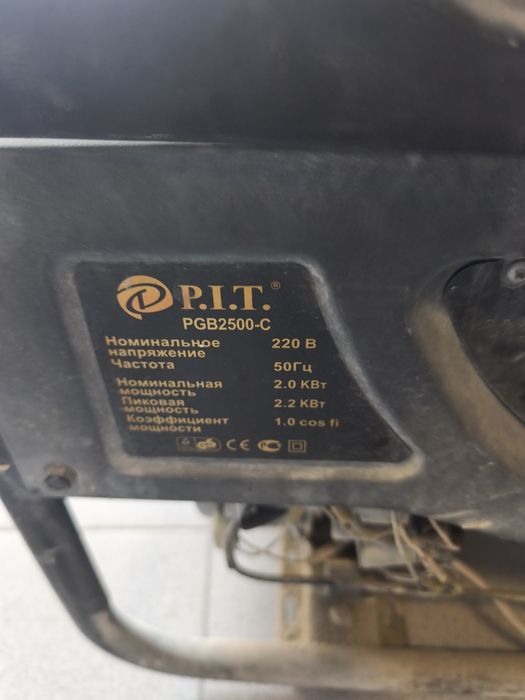 P.I.T.®
PGB2500-C
Номинальное напряжение 220 В
Частота 50Гц
Номинальная мощность 2.0 КВт
Пиковая мощность 2.2 КВт
Коэффициент мощности 1.0 cos fi
CE